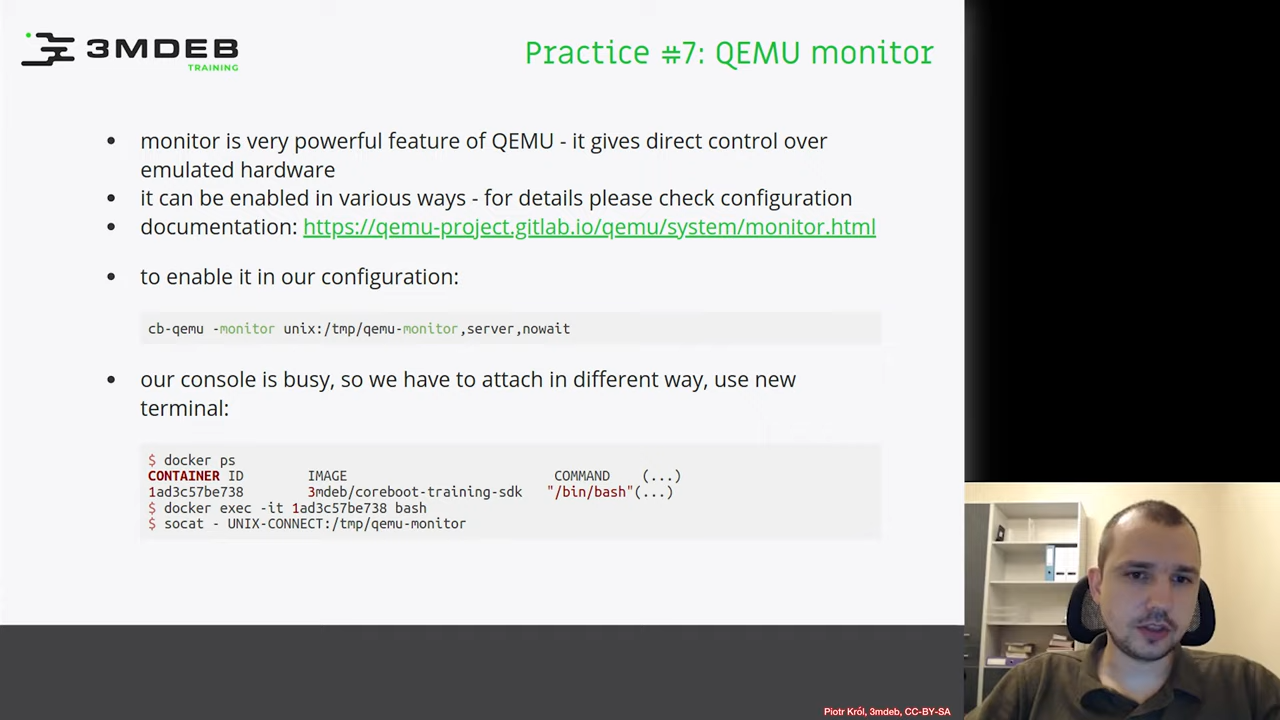 3MDEB
TRAINING
Practice #7: QEMU monitor
• monitor is very powerful feature of QEMU - it gives direct control over
emulated hardware
• it can be enabled in various ways - for details please check configuration
• documentation: https://qemu-project.gitlab.io/qemu/system/monitor.html
• to enable it in our configuration:
cb-qemu -monitor unix:/tmp/qemu-monitor,server,nowait
• our console is busy, so we have to attach in different way, use new
terminal:
$ docker ps
CONTAINER ID IMAGE COMMAND (...)
1ad3c57be738 3mdeb/coreboot-training-sdk "/bin/bash"(...)
$ docker exec -it 1ad3c57be738 bash
$ socat - UNIX-CONNECT:/tmp/qemu-monitor
Piotr Król, 3mdeb, CC-BY-SA